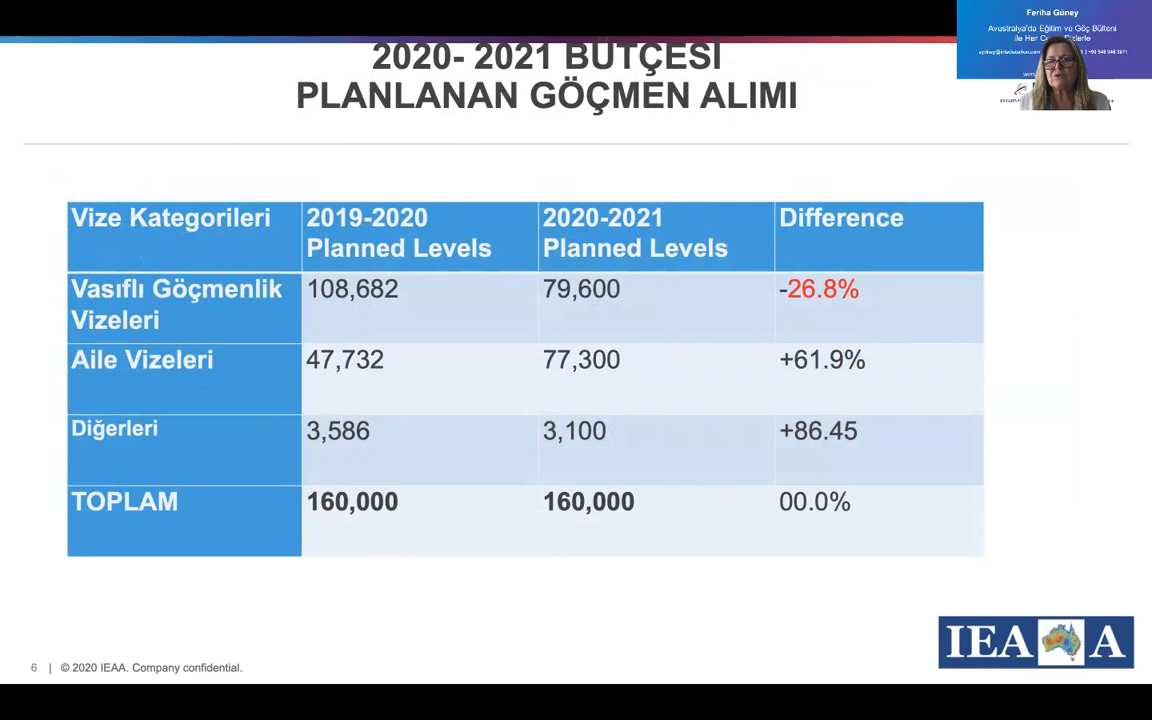 Feriha Güney
Avustralya'da Eğitim ve Göç Bülteni
2020- 2021 BÜTÇESİ
PLANLANAN GÖÇMEN ALIMI
Vize Kategorileri
2019-2020
Planned Levels
2020-2021
Planned Levels
Difference
Vasıflı Göçmenlik
Vizeleri
108,682
79,600
-26.8%
Aile Vizeleri
47,732
77,300
+61.9%
Diğerleri
3,586
3,100
+86.45
TOPLAM
160,000
160,000
00.0%
IEAA
6 | © 2020 IEAA. Company confidential.